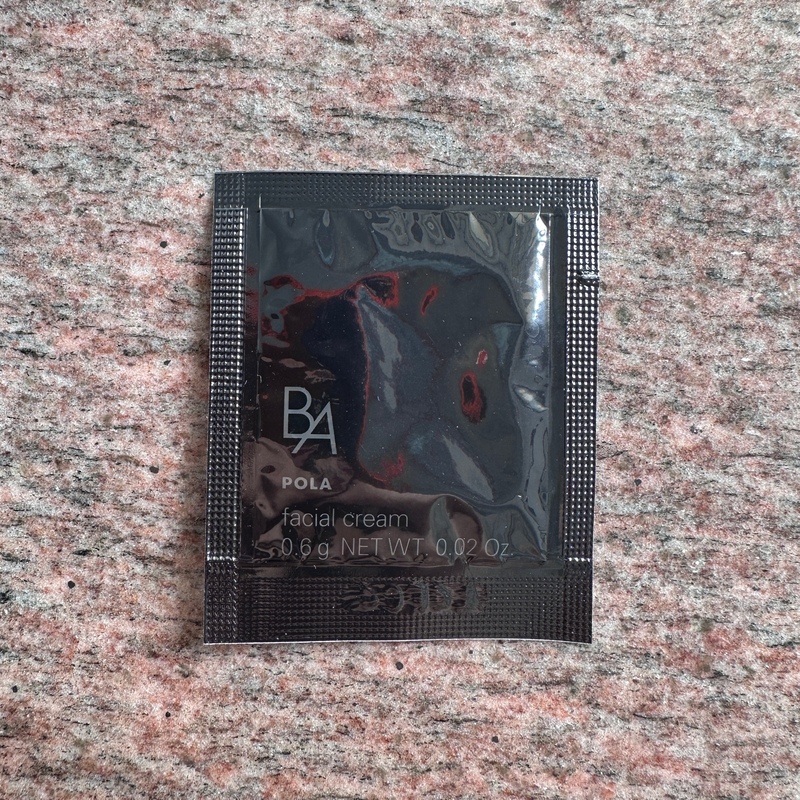 BA
POLA
facial cream
0.6 g NET WT. 0.02 Oz.